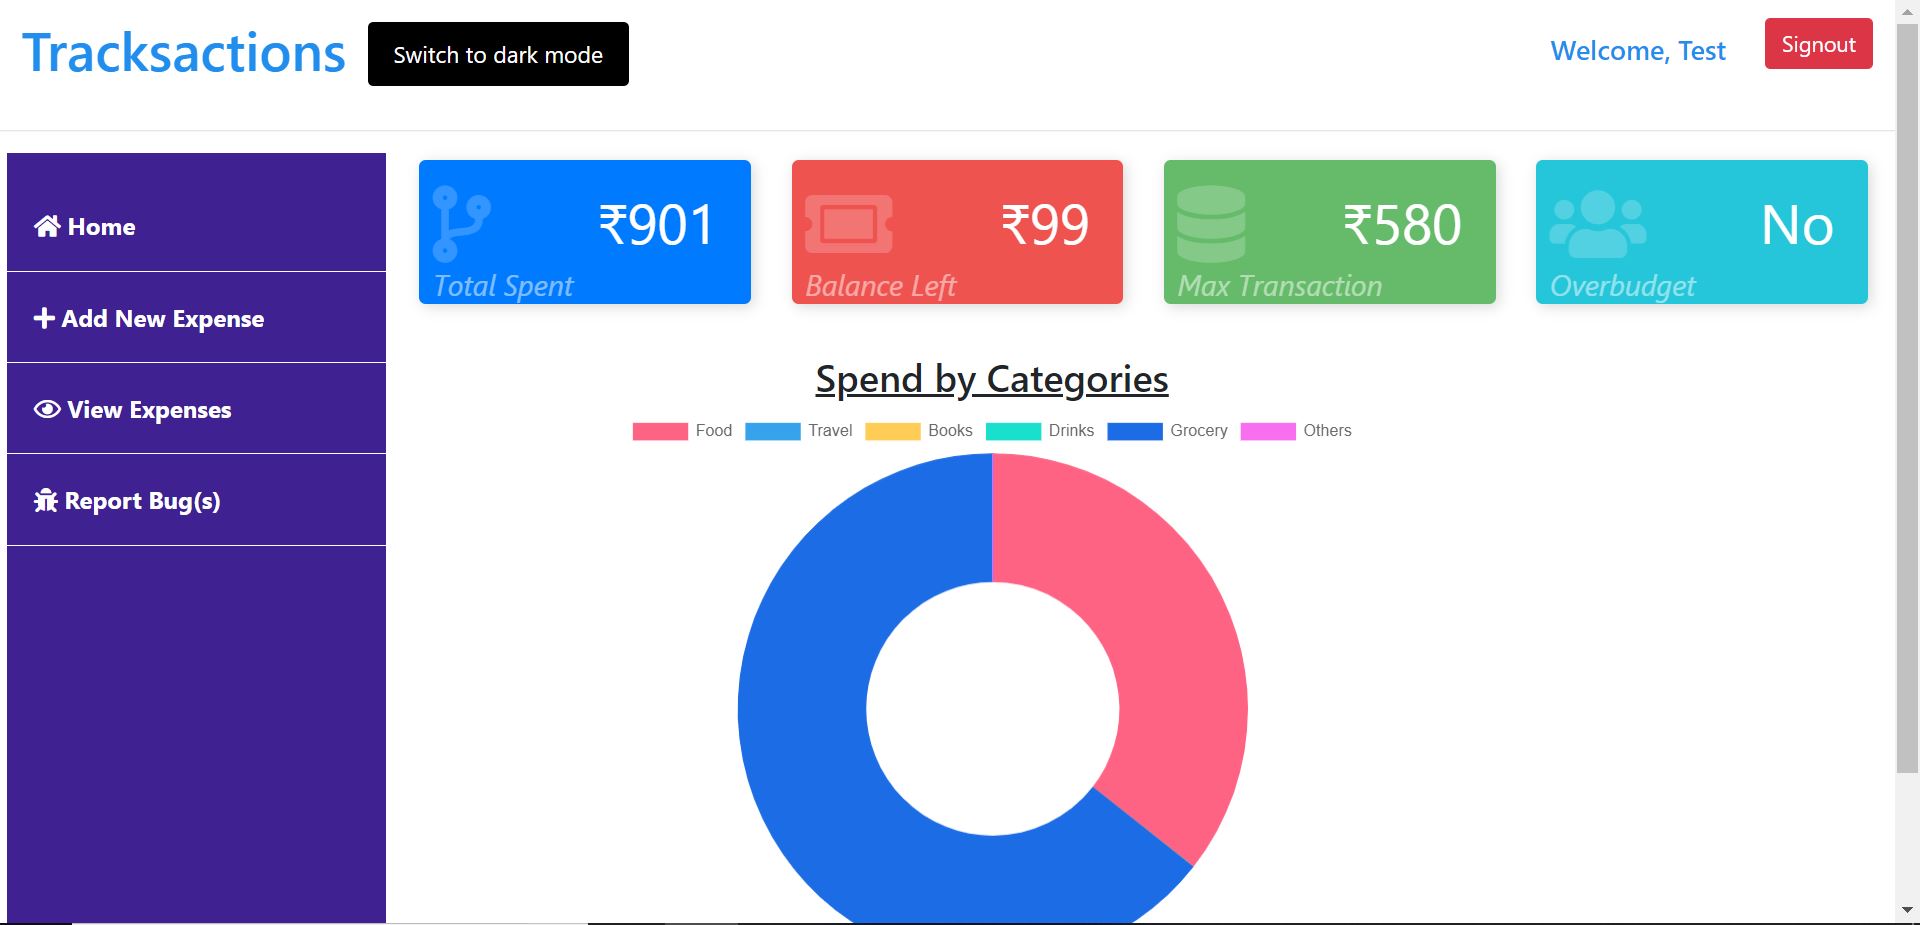 Tracksactions
Switch to dark mode
Welcome, Test
Signout
Home
Add New Expense
View Expenses
Report Bug(s)
₹901
Total Spent
₹99
Balance Left
₹580
Max Transaction
No
Overbudget
Spend by Categories
Food Travel Books Drinks Grocery Others